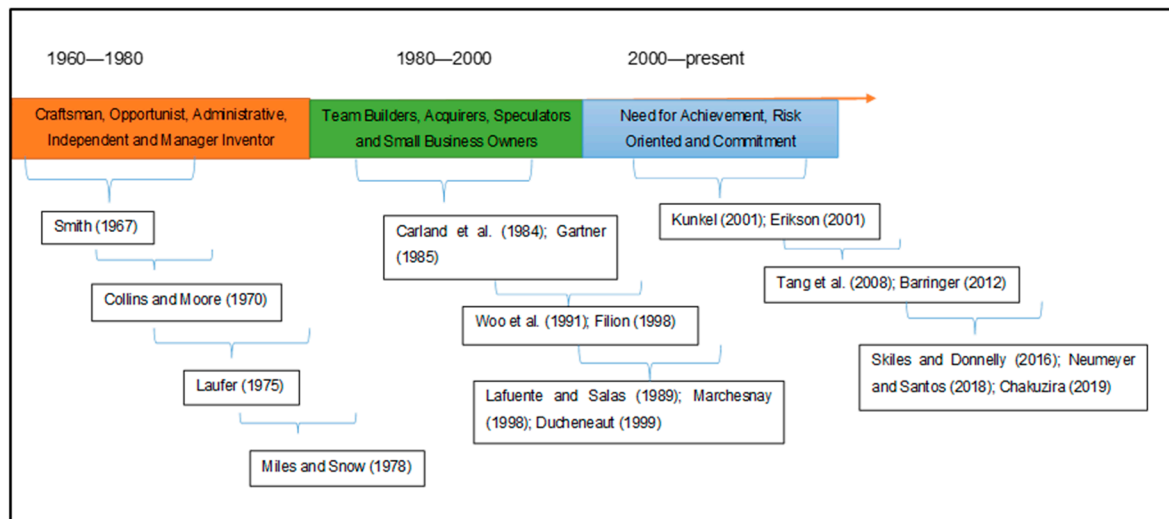 1960—1980
1980—2000
2000—present
Craftsman, Opportunist, Administrative,
Independent and Manager Inventor
Team Builders, Acquirers, Speculators
and Small Business Owners
Need for Achievement, Risk
Oriented and Commitment
Smith (1967)
Collins and Moore (1970)
Laufer (1975)
Miles and Snow (1978)
Carland et al. (1984); Gartner
(1985)
Woo et al. (1991); Filion (1998)
Lafuente and Salas (1989); Marchesnay
(1998); Ducheneaut (1999)
Kunkel (2001); Erikson (2001)
Tang et al. (2008); Barringer (2012)
Skiles and Donnelly (2016); Neumeyer
and Santos (2018); Chakuzira (2019)